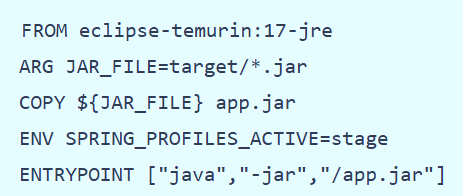 FROM eclipse-temurin:17-jre
ARG JAR_FILE=target/*.jar
COPY ${JAR_FILE} app.jar
ENV SPRING_PROFILES_ACTIVE=stage
ENTRYPOINT ["java","-jar","/app.jar"]